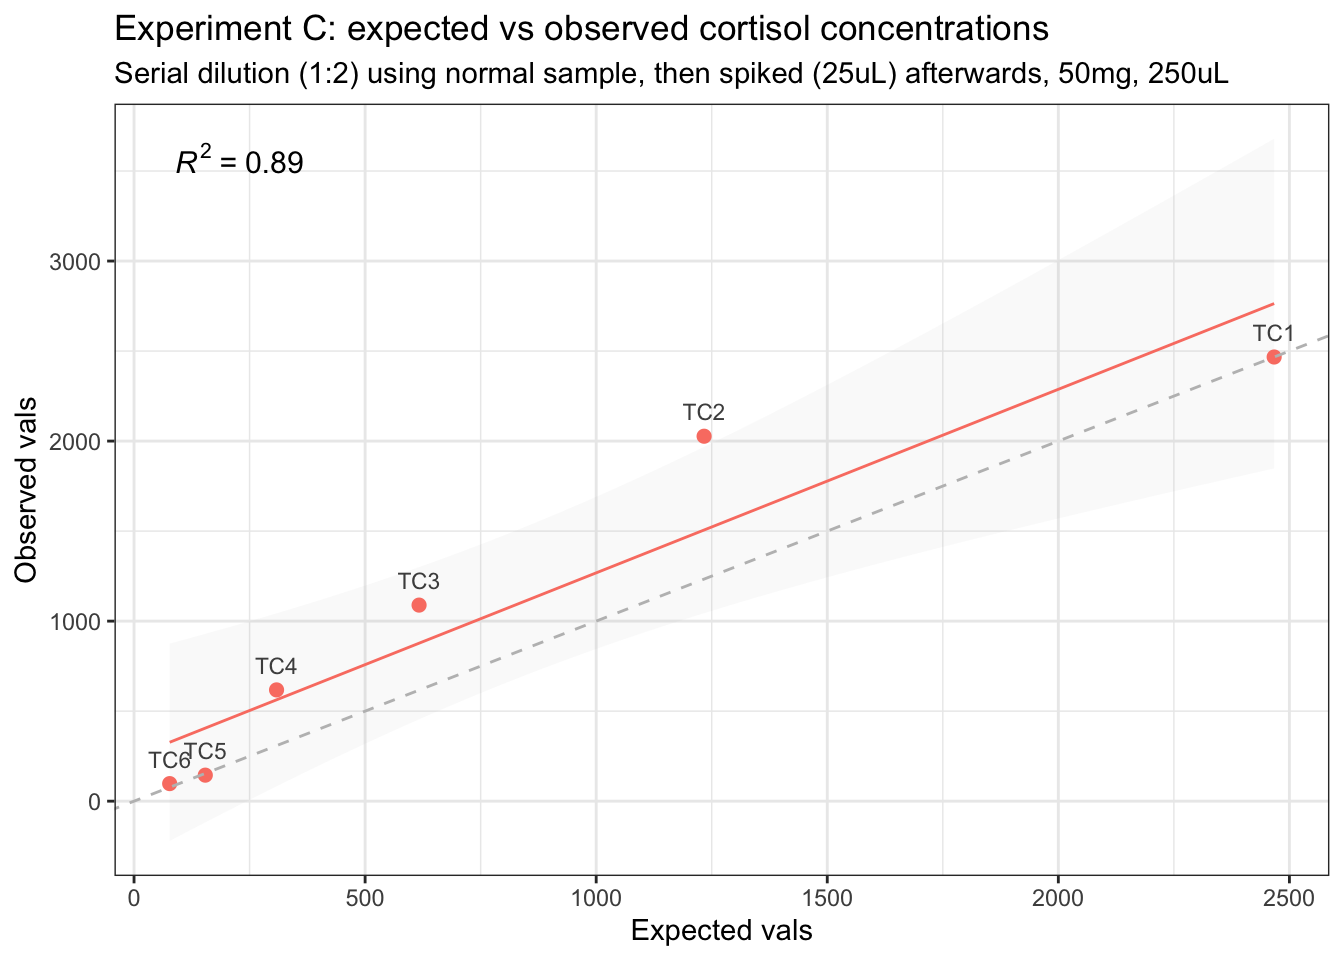 Experiment C: expected vs observed cortisol concentrations
Serial dilution (1:2) using normal sample, then spiked (25uL) afterwards, 50mg, 250uL
R² = 0.89
3000
2000
1000
0
Observed vals
TC1
TC2
TC3
TC4
TC6
TC5
0 500 1000 1500 2000 2500
Expected vals